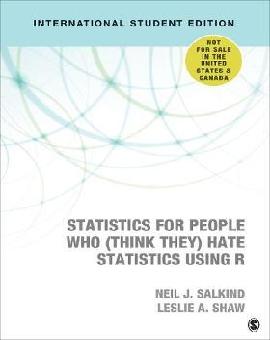 INTERNATIONAL STUDENT EDITION
NOT
FOR SALE
IN THE
UNITED
STATES &
CANADA
STATISTICS FOR PEOPLE
WHO (THINK THEY) HATE
STATISTICS USING R
NEIL J. SALKIND
LESLIE A. SHAW
SAGE